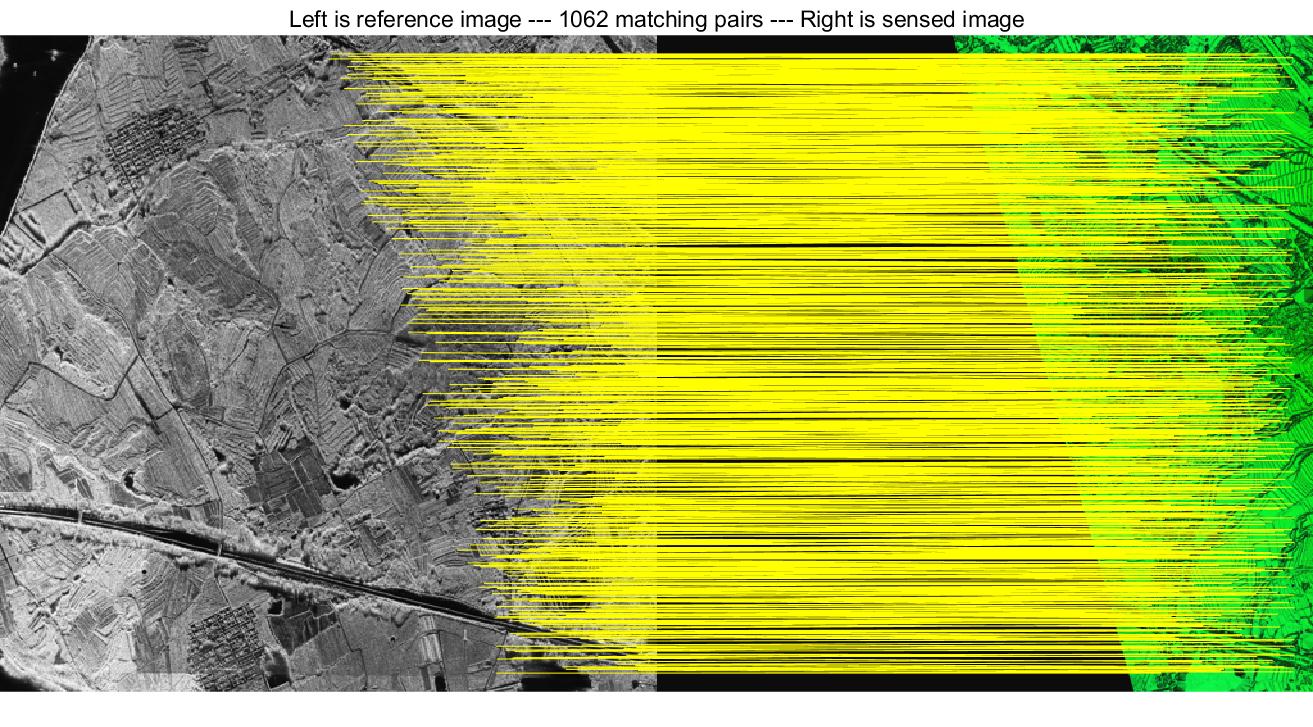 Left is reference image --- 1062 matching pairs --- Right is sensed image